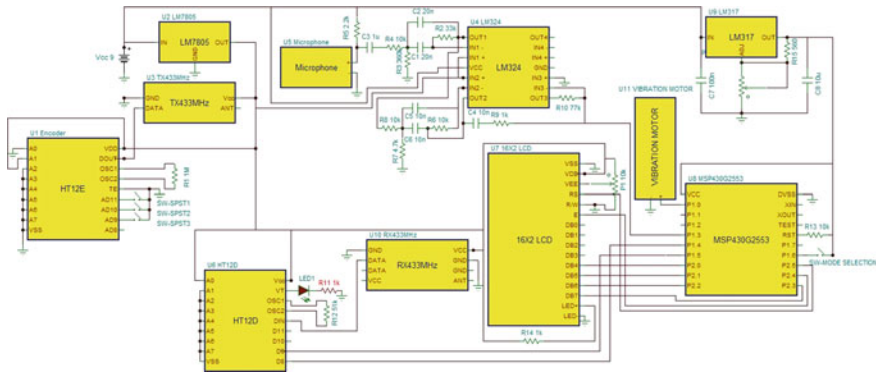 U2 LM7805
IN
LM7805
OUT
GND
Vcc 9
U3 TX433MHz
GND
DATA
TX433MHz
Vcc
ANT
U1 Encoder
A0
A1
A2
A3
A4
A5
A6
A7
VSS
HT12E
VDD
DOUT
OSC1
OSC2
TE
AD11
AD10
AD9
AD8
R1 1M
SW-SPST1
SW-SPST2
SW-SPST3
U5 Microphone
Microphone
R5 2.2k
C3 1u
R4 10k
R3 390k
C2 20n
R2 33k
C1 20n
U4 LM324
OUT1
IN1 -
IN1 +
VCC
IN2 +
IN2 -
OUT2
LM324
OUT4
IN4 -
IN4 +
GND
IN3 +
IN3 -
OUT3
R10 77k
R8 10k
C5 10n
C6 10n
R6 10k
R7 4.7k
C4 10n
R9 1k
U9 LM317
IN
LM317
OUT
ADJ
C7 100n
C8 10u
U11 VIBRATION MOTOR
VIBRATION MOTOR
U7 16X2 LCD
16X2 LCD
VSS
VDD
VEE
RS
R/W
E
DB0
DB1
DB2
DB3
DB4
DB5
DB6
DB7
LED+
LED-
P1 10k
R14 1k
U8 MSP430G2553
VCC
P1.0
P1.1
P1.2
P1.3
P1.4
P1.5
P2.0
P2.1
P2.2
MSP430G2553
DVSS
XIN
XOUT
TEST
RST
P1.7
P1.6
P2.5
P2.4
P2.3
R13 10k
SW-MODE SELECTION
U10 RX433MHz
GND
DATA
DATA
VCC
RX433MHz
VCC
GND
GND
ANT
U6 HT12D
A0
A1
A2
A3
A4
A5
A6
A7
VSS
HT12D
VT
OSC1
OSC2
DIN
D11
D10
D9
D8
LED1
R11 1k
R12 51k